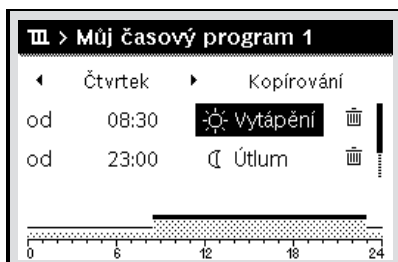 > Můj časový program 1
Čtvrtek Kopírování
od 08:30 Vytápění
od 23:00 Útlum
0 6 12 18 24